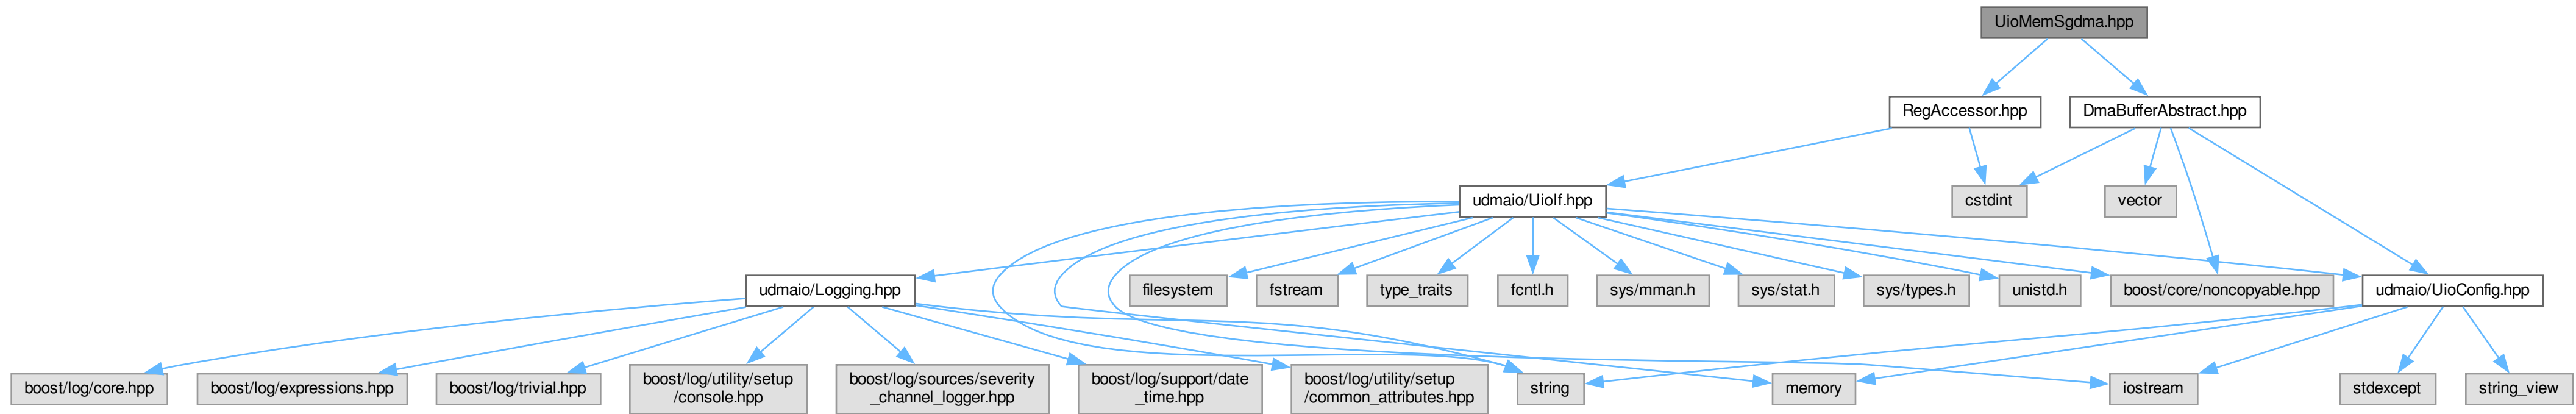 UioMemSgdma.hpp
RegAccessor.hpp
DmaBufferAbstract.hpp
udmaio/UioIf.hpp
cstdint
vector
udmaio/Logging.hpp
filesystem
fstream
type_traits
fcntl.h
sys/mman.h
sys/stat.h
sys/types.h
unistd.h
boost/core/noncopyable.hpp
udmaio/UioConfig.hpp
boost/log/core.hpp
boost/log/expressions.hpp
boost/log/trivial.hpp
boost/log/utility/setup
/console.hpp
boost/log/sources/severity
_channel_logger.hpp
boost/log/support/date
_time.hpp
boost/log/utility/setup
/common_attributes.hpp
string
memory
iostream
stdexcept
string_view